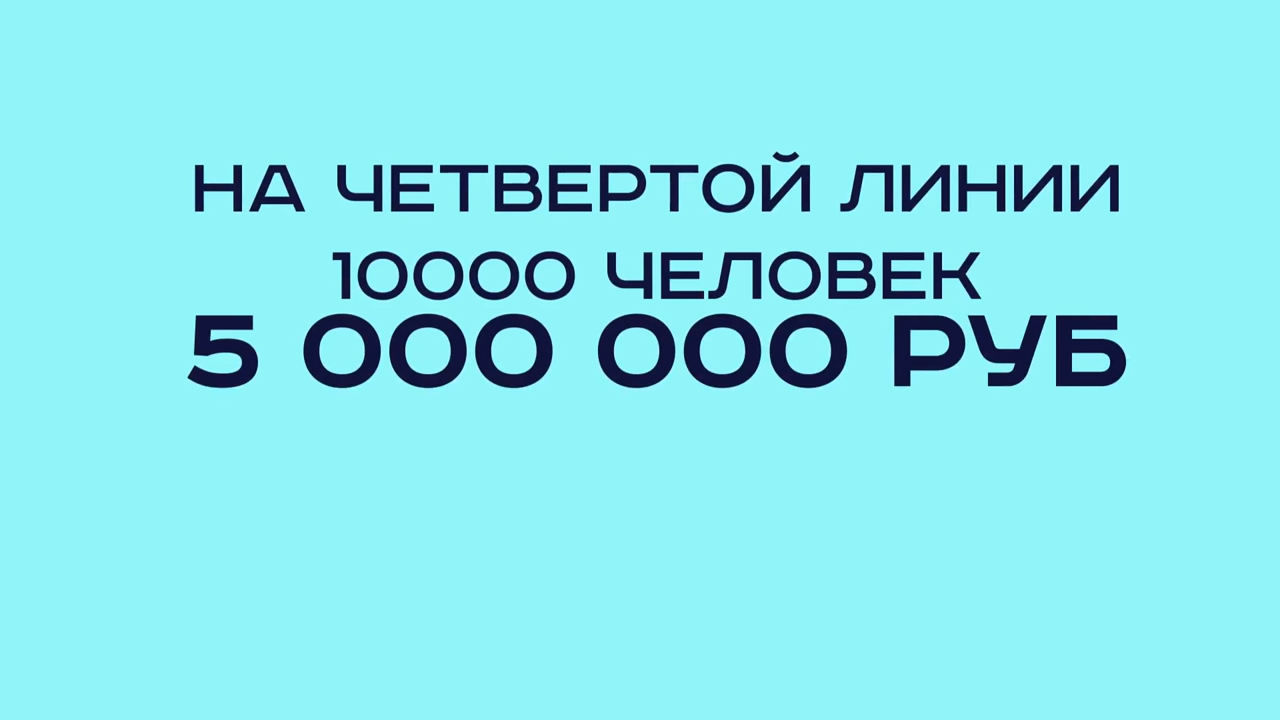 НА ЧЕТВЕРТОЙ ЛИНИИ
10000 ЧЕЛОВЕК
5 000 000 РУБ